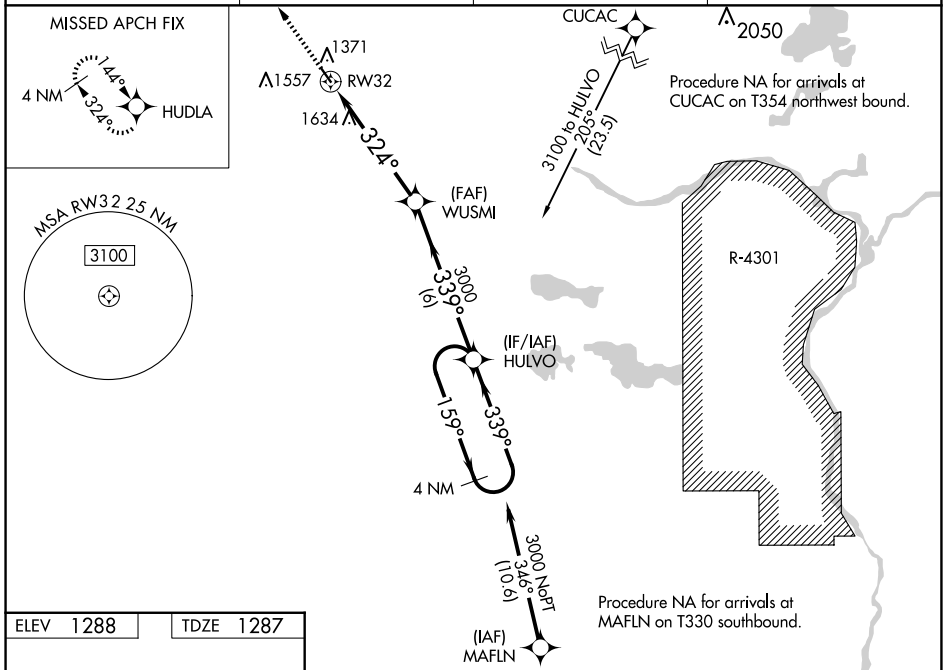 MISSED APCH FIX
4 NM
144°
324°
HUDLA
MSA RW32 25 NM
3100
1371
1557
RW32
1634
324°
(FAF)
WUSMI
3000
339°
(6)
(IF/IAF)
HULVO
159°
339°
4 NM
3000 NoPT
346°
(10.6)
(IAF)
MAFLN
CUCAC
3100 to HULVO
205°
(23.5)
2050
Procedure NA for arrivals at
CUCAC on T354 northwest bound.
R-4301
Procedure NA for arrivals at
MAFLN on T330 southbound.
ELEV 1288
TDZE 1287